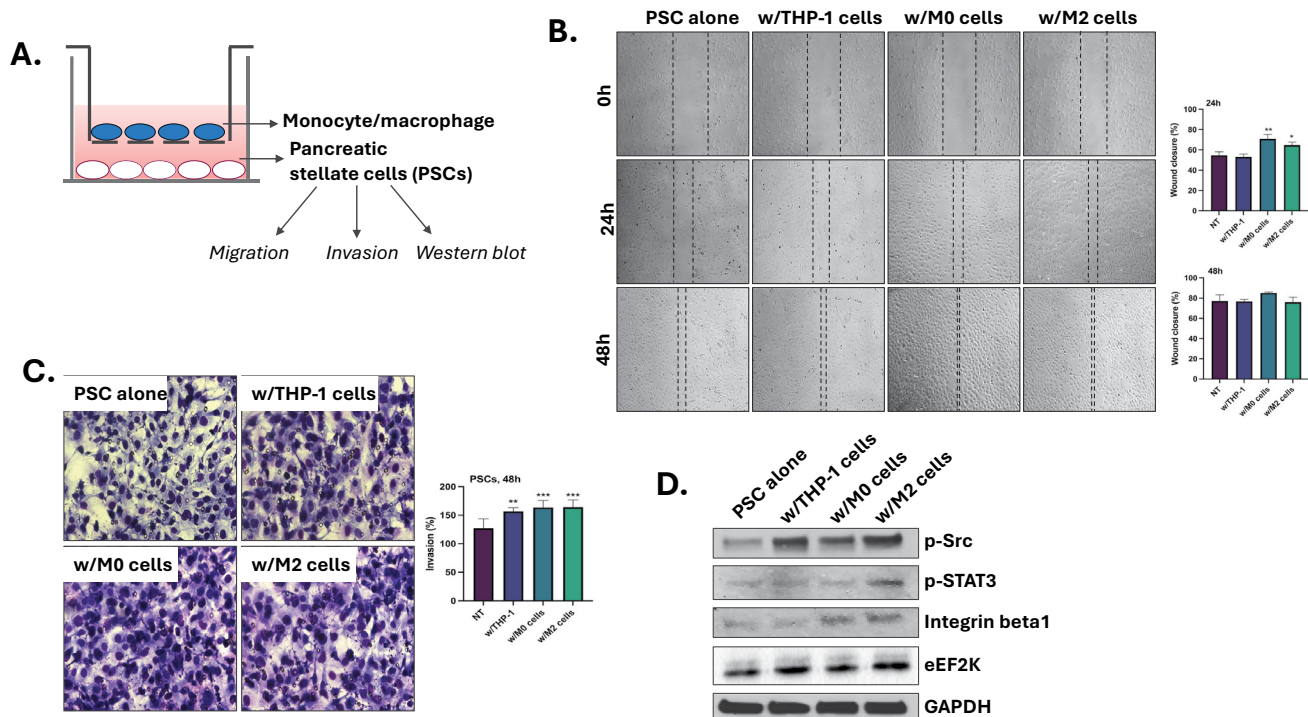 A.
Monocyte/macrophage
Pancreatic
stellate cells (PSCs)
Migration
Invasion
Western blot
B.
PSC alone
w/THP-1 cells
w/M0 cells
w/M2 cells
0h
24h
48h
24h
Wound closure (%)
100
80
60
40
20
0
**
*
NT
w/THP-1
w/M0 cells
w/M2 cells
48h
Wound closure (%)
100
80
60
40
20
0
NT
w/THP-1
w/M0 cells
w/M2 cells
C.
PSC alone
w/THP-1 cells
w/M0 cells
w/M2 cells
PSCs, 48h
Invasion (%)
200
150
100
50
0
**
***
***
NT
w/THP-1
w/M0 cells
w/M2 cells
D.
PSC alone
w/THP-1 cells
w/M0 cells
w/M2 cells
p-Src
p-STAT3
Integrin beta1
eEF2K
GAPDH